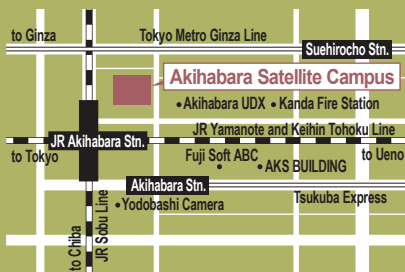 to Ginza
Tokyo Metro Ginza Line
Suehirocho Stn.
Akihabara Satellite Campus
•Akihabara UDX •Kanda Fire Station
JR Yamanote and Keihin Tohoku Line
JR Akihabara Stn.
to Tokyo
Fuji Soft ABC
•AKS BUILDING
to Ueno
Akihabara Stn.
•Yodobashi Camera
Tsukuba Express
to Chiba
JR Sobu Line